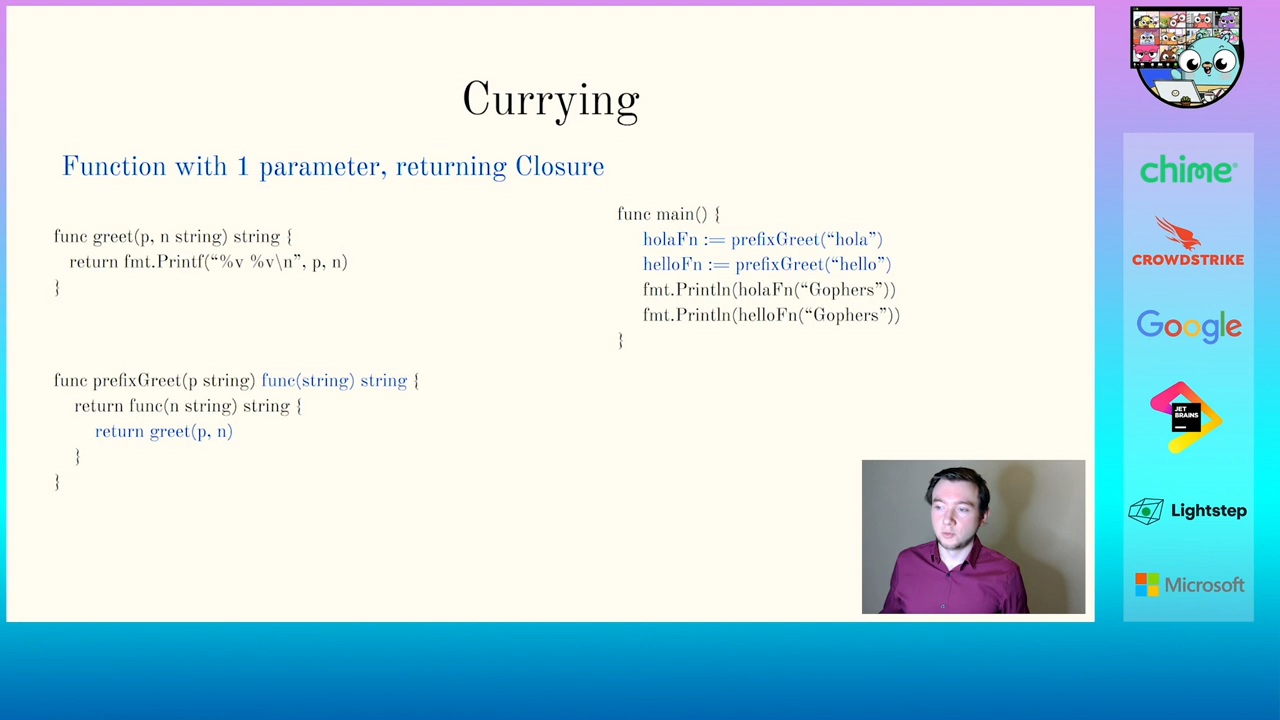 Currying
Function with 1 parameter, returning Closure
func greet(p, n string) string {
return fmt.Printf(“%v %v\n”, p, n)
}
func prefixGreet(p string) func(string) string {
return func(n string) string {
return greet(p, n)
}
}
func main() {
holaFn := prefixGreet(“hola”)
helloFn := prefixGreet(“hello”)
fmt.Println(holaFn(“Gophers”))
fmt.Println(helloFn(“Gophers”))
}
chime®
CROWDSTRIKE
Google
JET
BRAINS
Lightstep
Microsoft